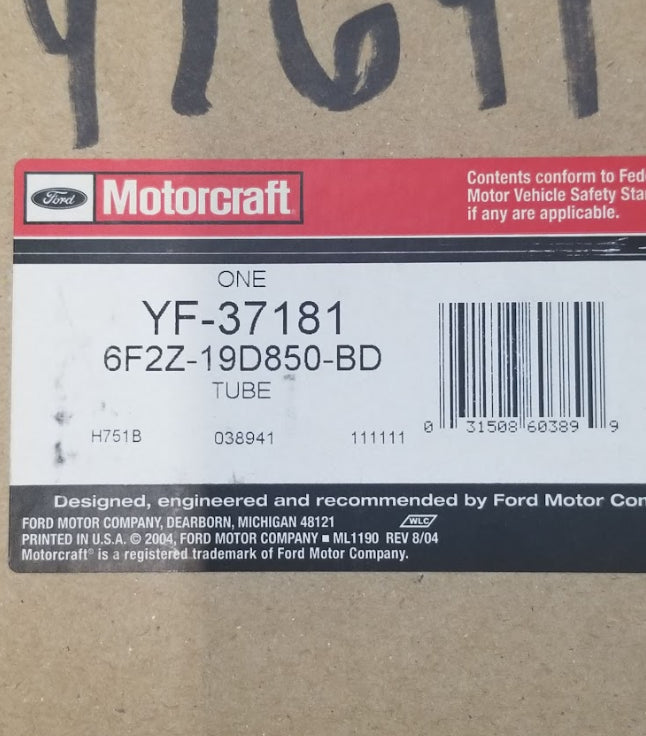 Ford
Motorcraft
Contents conform to
Motor Vehicle Safety
if any are applicable.
ONE
YF-37181
6F2Z-19D850-BD
TUBE
H751B 038941 111111
0 31508 60389 9
Designed, engineered and recommended by Ford Motor
FORD MOTOR COMPANY, DEARBORN, MICHIGAN 48121 WLC
PRINTED IN U.S.A. © 2004, FORD MOTOR COMPANY ■ ML1190 REV 8/04
Motorcraft® is a registered trademark of Ford Motor Company.